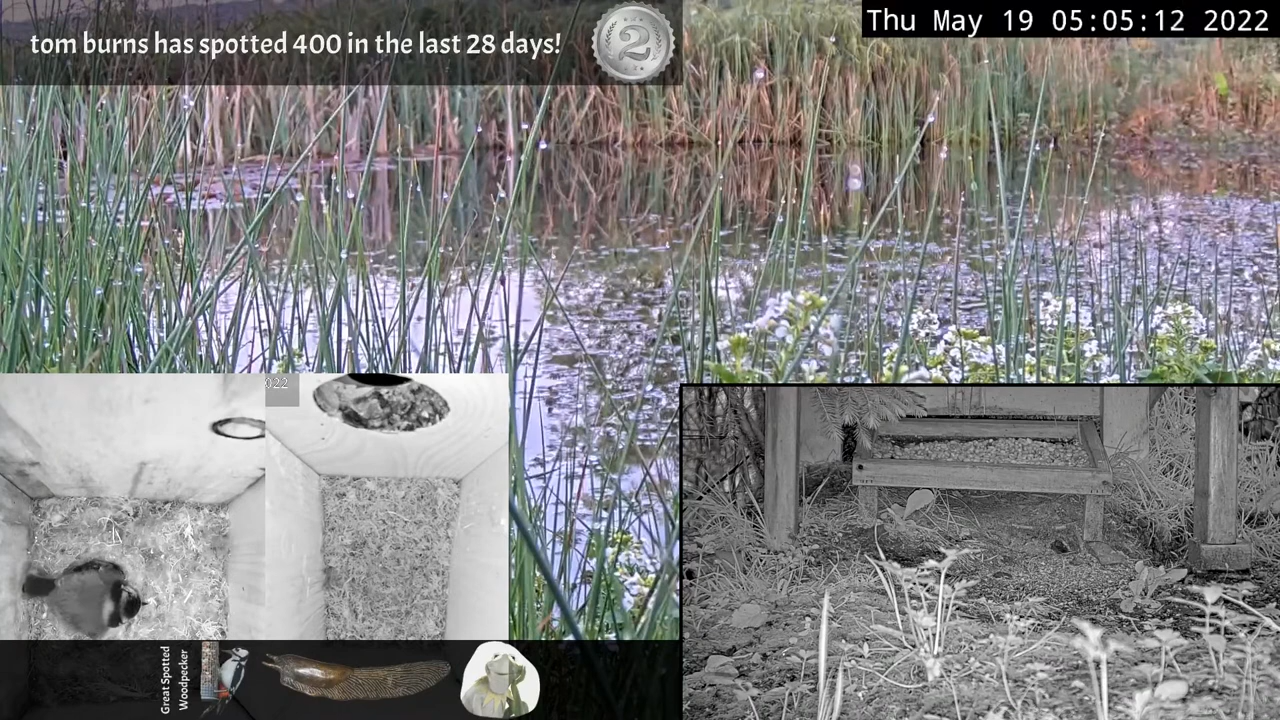 tom burns has spotted 400 in the last 28 days!
2
Thu May 19 05:05:12 2022
022
Great Spotted
Woodpecker